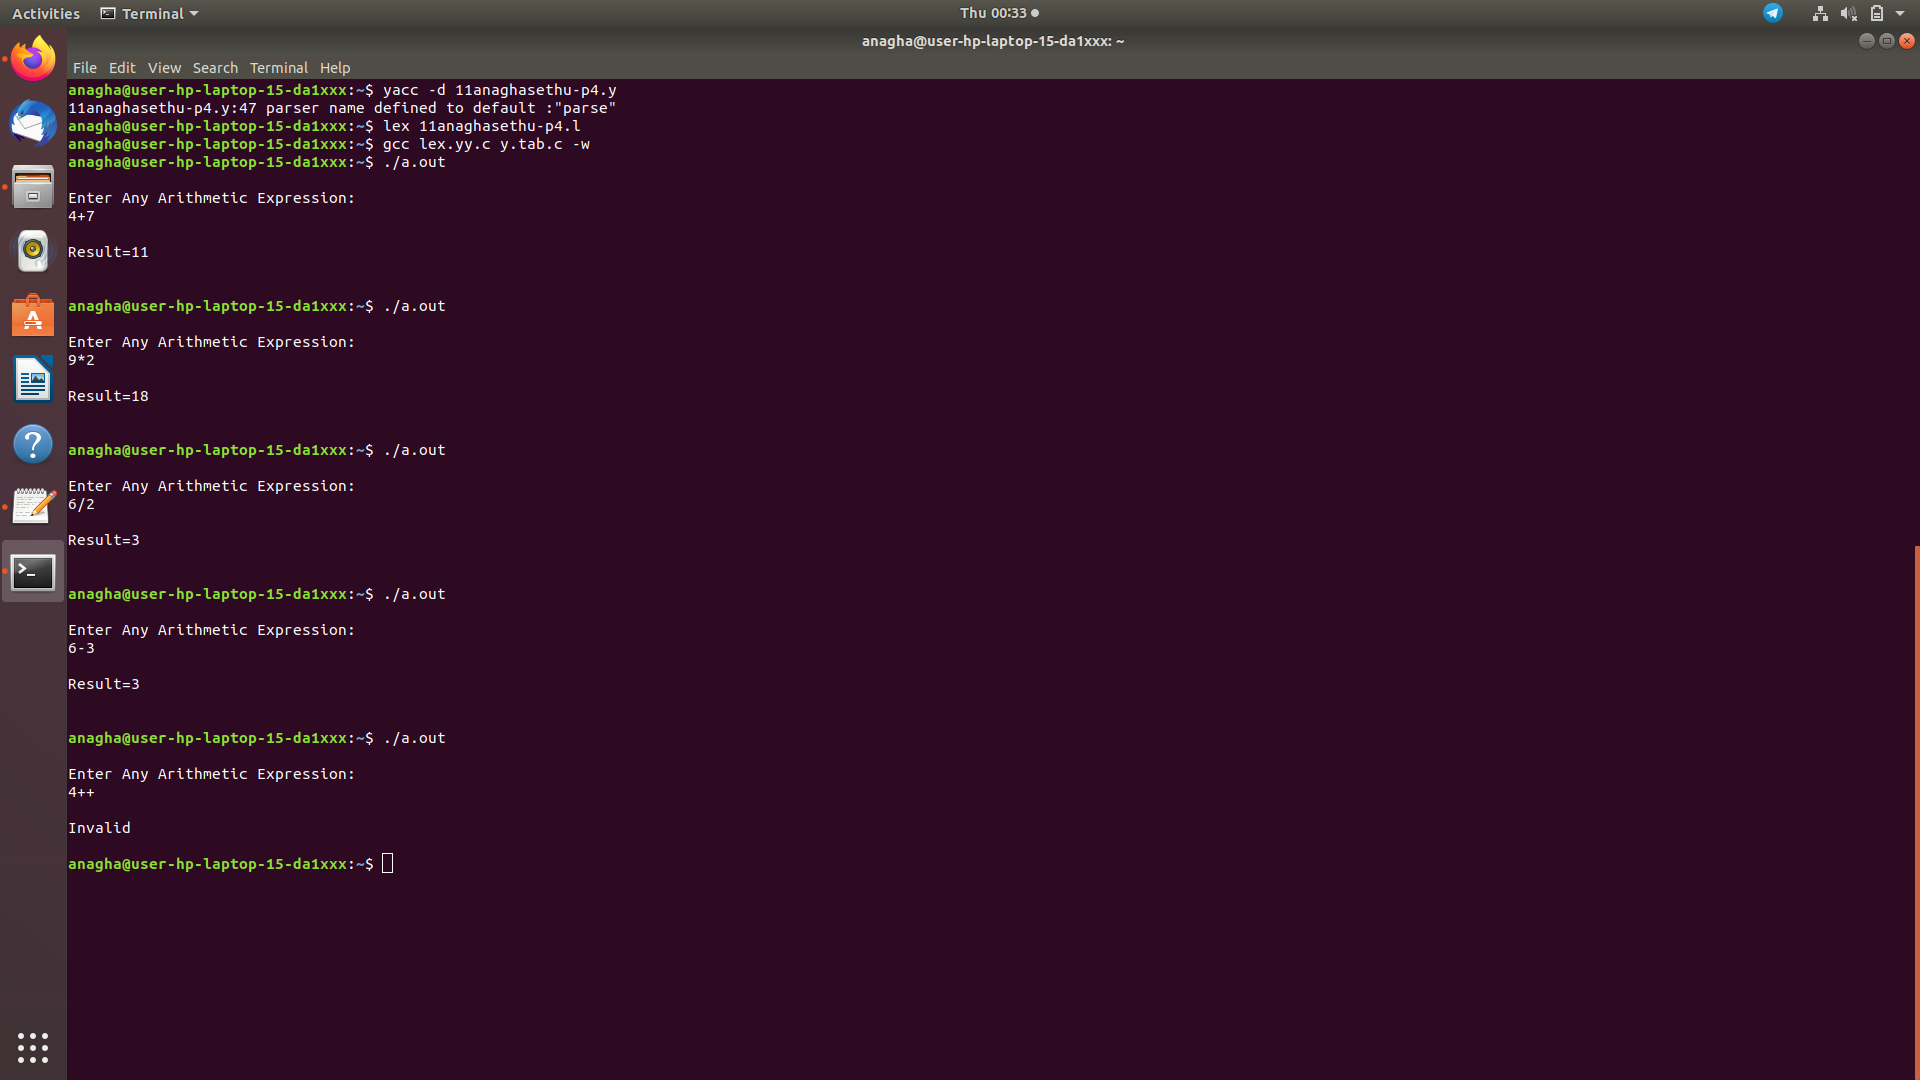 Activities
Terminal
Thu 00:33
anagha@user-hp-laptop-15-da1xxx: ~
File Edit View Search Terminal Help
anagha@user-hp-laptop-15-da1xxx:~$ yacc -d 11anaghasethu-p4.y
11anaghasethu-p4.y:47 parser name defined to default :"parse"
anagha@user-hp-laptop-15-da1xxx:~$ lex 11anaghasethu-p4.l
anagha@user-hp-laptop-15-da1xxx:~$ gcc lex.yy.c y.tab.c -w
anagha@user-hp-laptop-15-da1xxx:~$ ./a.out
Enter Any Arithmetic Expression:
4+7
Result=11
anagha@user-hp-laptop-15-da1xxx:~$ ./a.out
Enter Any Arithmetic Expression:
9*2
Result=18
anagha@user-hp-laptop-15-da1xxx:~$ ./a.out
Enter Any Arithmetic Expression:
6/2
Result=3
anagha@user-hp-laptop-15-da1xxx:~$ ./a.out
Enter Any Arithmetic Expression:
6-3
Result=3
anagha@user-hp-laptop-15-da1xxx:~$ ./a.out
Enter Any Arithmetic Expression:
4++
Invalid
anagha@user-hp-laptop-15-da1xxx:~$